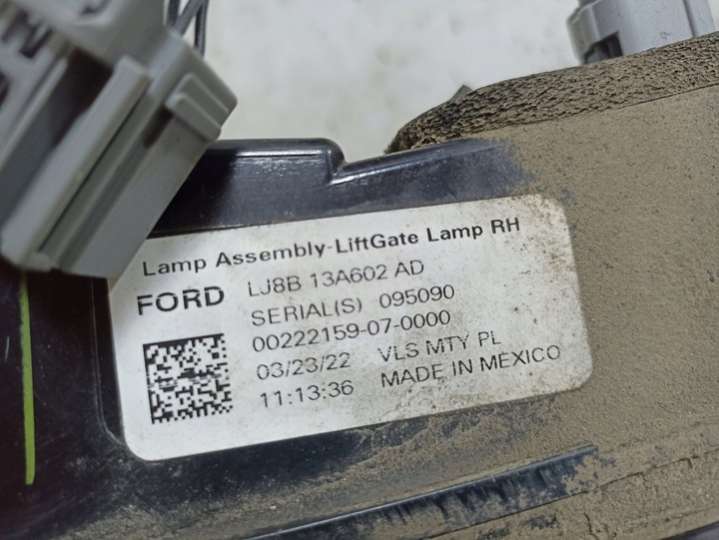 Lamp Assembly-LiftGate Lamp RH
FORD LJ8B 13A602 AD
SERIAL(S) 095090
00222159-07-0000
03/23/22 VLS MTY PL
11:13:36 MADE IN MEXICO